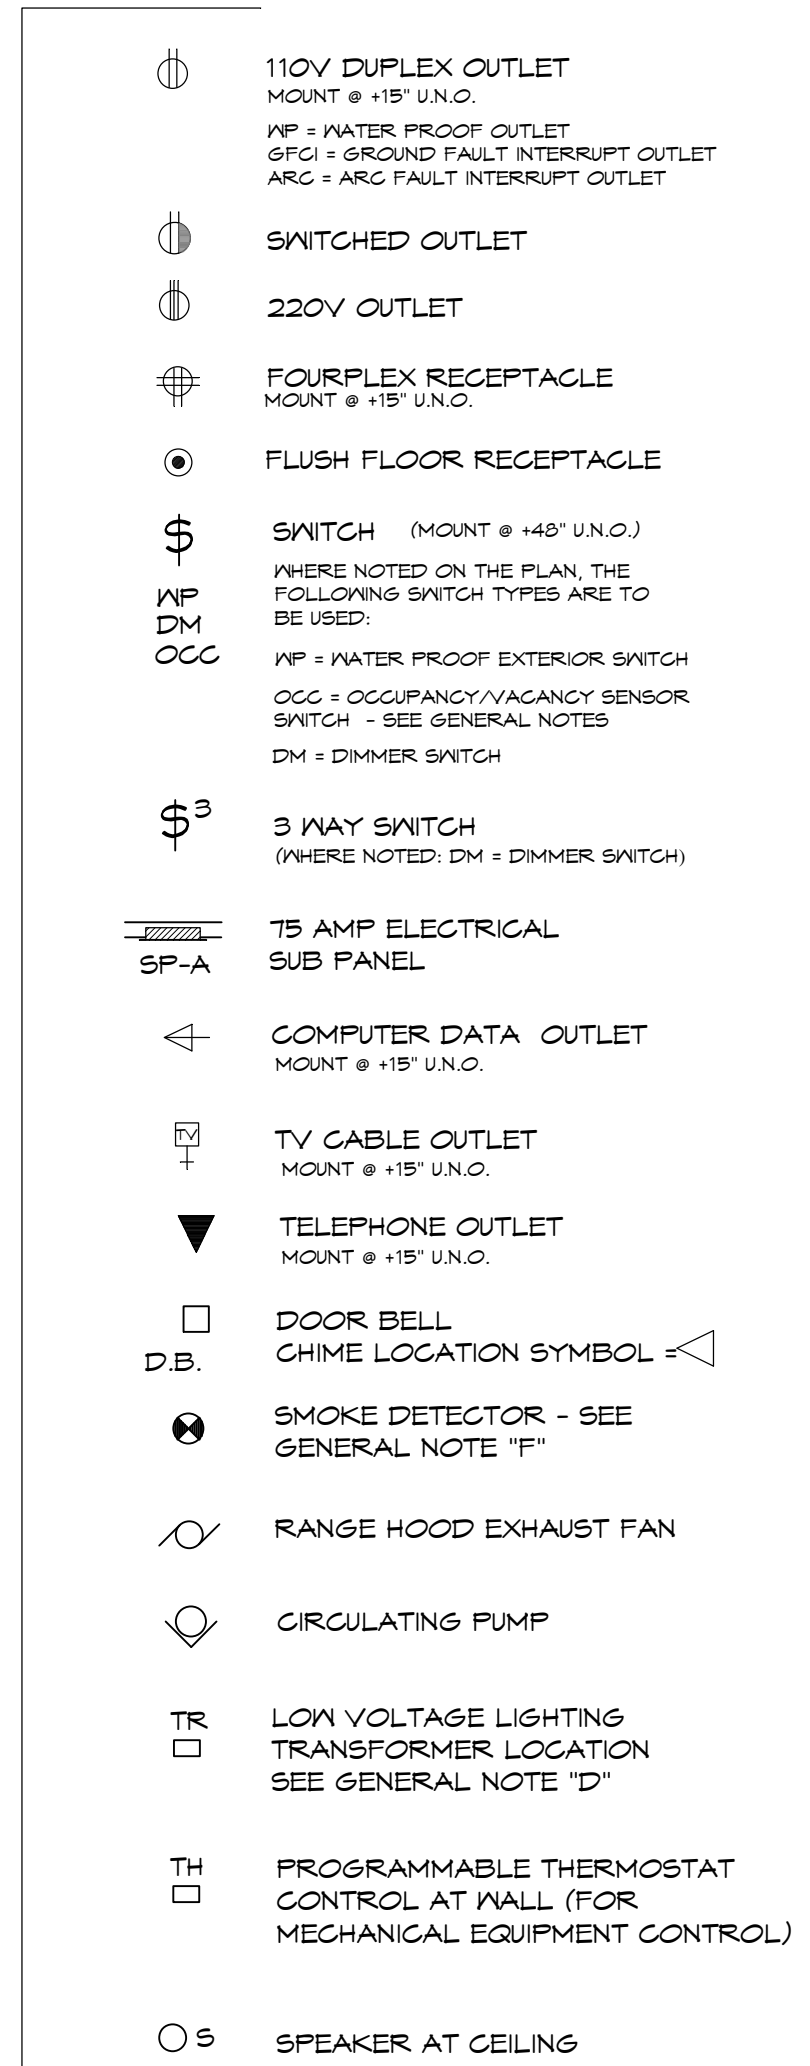 110V DUPLEX OUTLET
MOUNT @ +15" U.N.O.
WP = WATER PROOF OUTLET
GFCI = GROUND FAULT INTERRUPT OUTLET
ARC = ARC FAULT INTERRUPT OUTLET
SWITCHED OUTLET
220V OUTLET
FOURPLEX RECEPTACLE
MOUNT @ +15" U.N.O.
FLUSH FLOOR RECEPTACLE
$ SWITCH (MOUNT @ +48" U.N.O.)
WP
DM
OCC
WHERE NOTED ON THE PLAN, THE
FOLLOWING SWITCH TYPES ARE TO
BE USED:
WP = WATER PROOF EXTERIOR SWITCH
OCC = OCCUPANCY/VACANCY SENSOR
SWITCH - SEE GENERAL NOTES
DM = DIMMER SWITCH
$3 3 WAY SWITCH
(WHERE NOTED: DM = DIMMER SWITCH)
75 AMP ELECTRICAL
SP-A SUB PANEL
COMPUTER DATA OUTLET
MOUNT @ +15" U.N.O.
TV TV CABLE OUTLET
MOUNT @ +15" U.N.O.
TELEPHONE OUTLET
MOUNT @ +15" U.N.O.
DOOR BELL
D.B. CHIME LOCATION SYMBOL =
SMOKE DETECTOR - SEE
GENERAL NOTE "F"
RANGE HOOD EXHAUST FAN
CIRCULATING PUMP
TR LOW VOLTAGE LIGHTING
TRANSFORMER LOCATION
SEE GENERAL NOTE "D"
TH PROGRAMMABLE THERMOSTAT
CONTROL AT WALL (FOR
MECHANICAL EQUIPMENT CONTROL)
S SPEAKER AT CEILING